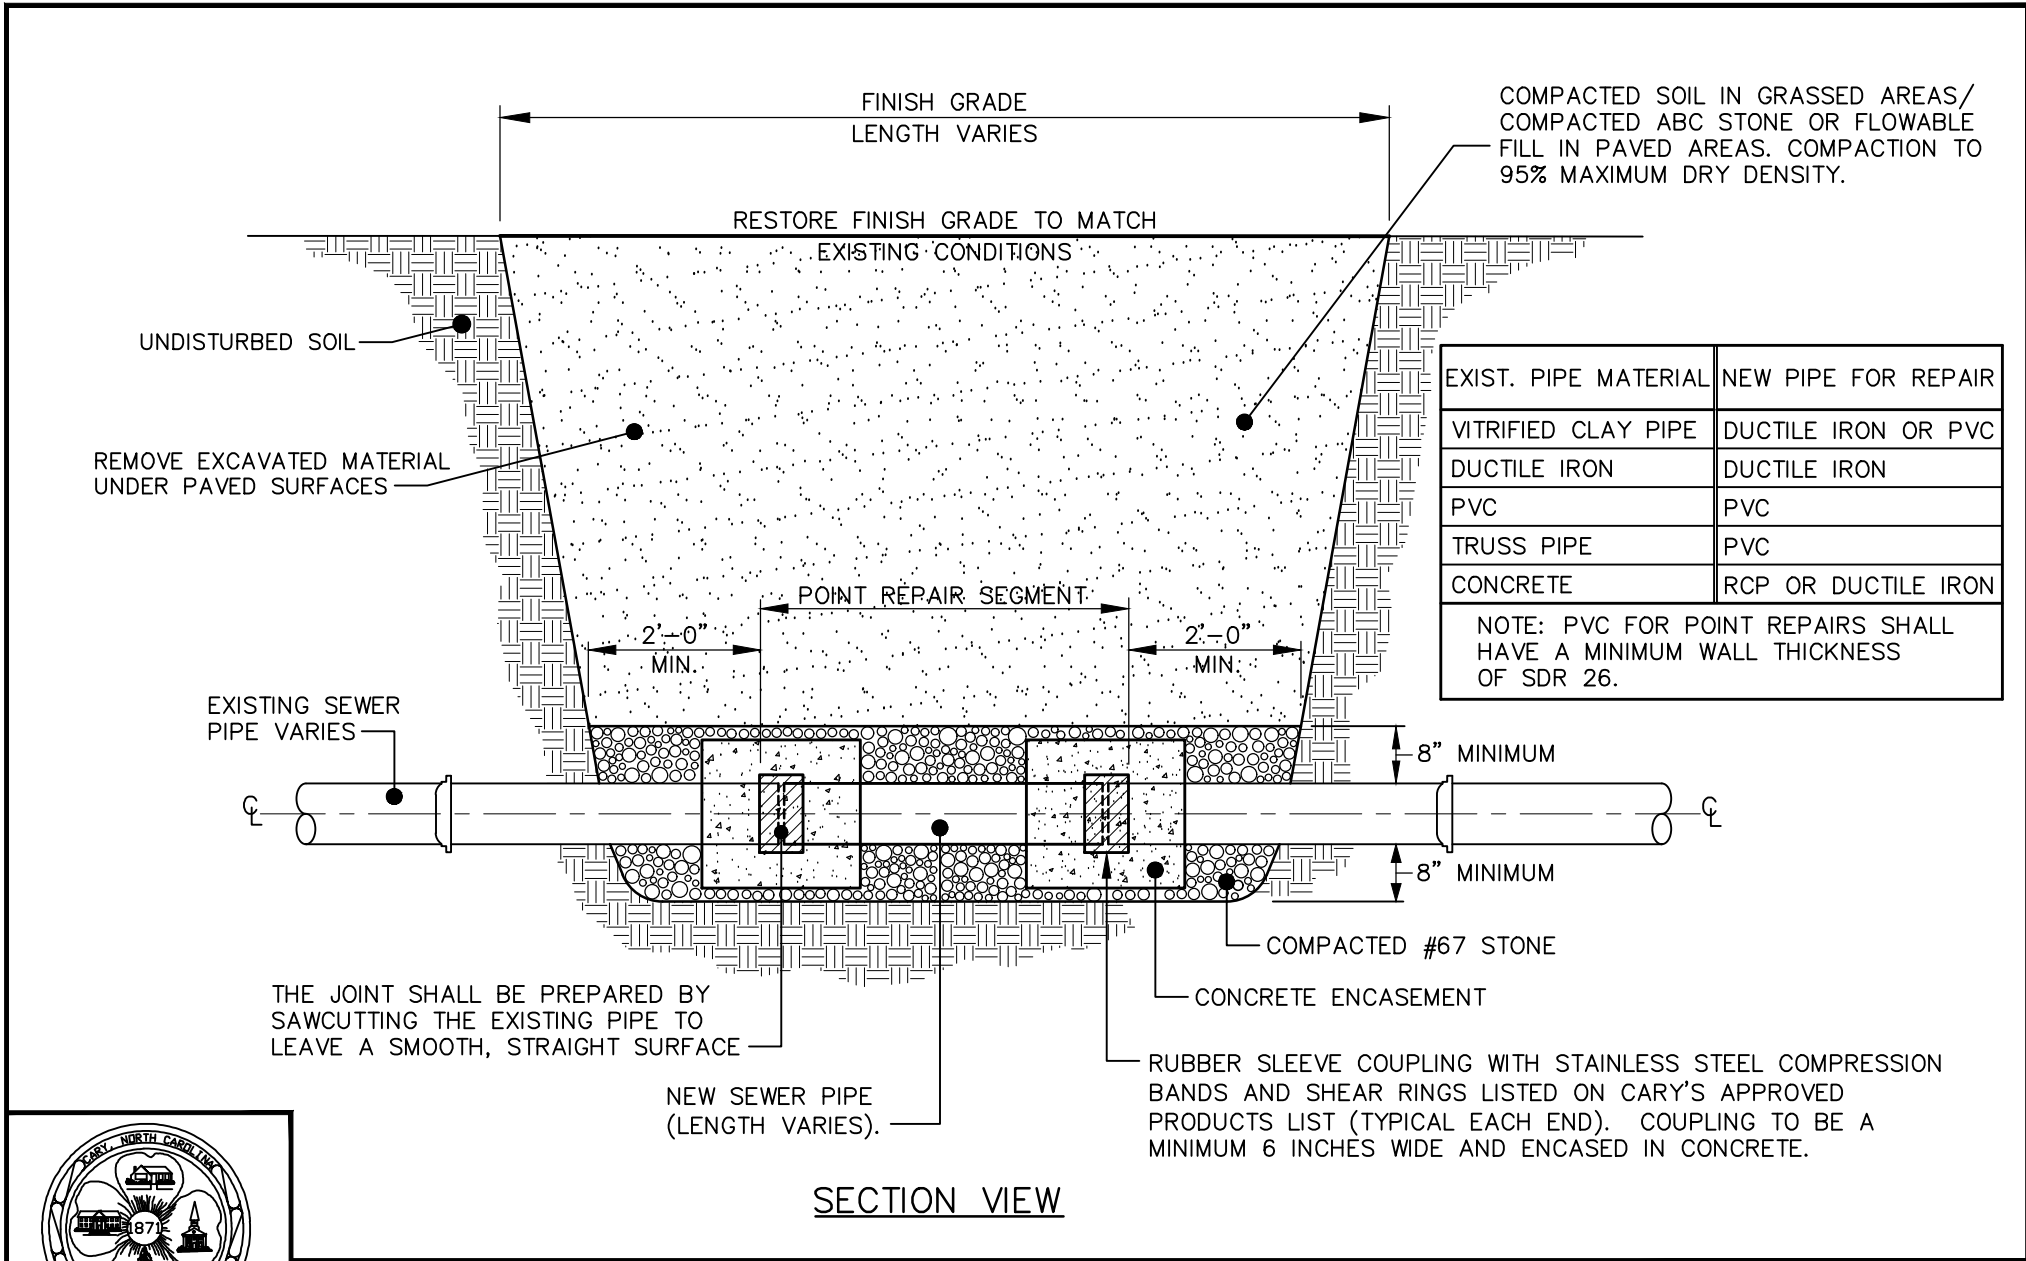 FINISH GRADE
LENGTH VARIES
COMPACTED SOIL IN GRASSED AREAS/
COMPACTED ABC STONE OR FLOWABLE
FILL IN PAVED AREAS. COMPACTION TO
95% MAXIMUM DRY DENSITY.
RESTORE FINISH GRADE TO MATCH
EXISTING CONDITIONS
UNDISTURBED SOIL
REMOVE EXCAVATED MATERIAL
UNDER PAVED SURFACES
EXIST. PIPE MATERIAL NEW PIPE FOR REPAIR
VITRIFIED CLAY PIPE DUCTILE IRON OR PVC
DUCTILE IRON DUCTILE IRON
PVC PVC
TRUSS PIPE PVC
CONCRETE RCP OR DUCTILE IRON
NOTE: PVC FOR POINT REPAIRS SHALL
HAVE A MINIMUM WALL THICKNESS
OF SDR 26.
POINT REPAIR SEGMENT
2'-0"
MIN.
2'-0"
MIN.
EXISTING SEWER
PIPE VARIES
8" MINIMUM
CL
CL
8" MINIMUM
COMPACTED #67 STONE
CONCRETE ENCASEMENT
THE JOINT SHALL BE PREPARED BY
SAWCUTTING THE EXISTING PIPE TO
LEAVE A SMOOTH, STRAIGHT SURFACE
NEW SEWER PIPE
(LENGTH VARIES).
RUBBER SLEEVE COUPLING WITH STAINLESS STEEL COMPRESSION
BANDS AND SHEAR RINGS LISTED ON CARY'S APPROVED
PRODUCTS LIST (TYPICAL EACH END). COUPLING TO BE A
MINIMUM 6 INCHES WIDE AND ENCASED IN CONCRETE.
SECTION VIEW
CARY, NORTH CAROLINA
1871